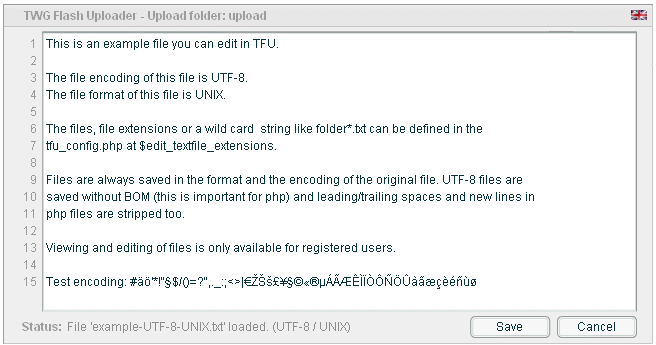 TWG Flash Uploader - Upload folder: upload
1 This is an example file you can edit in TFU.
2
3 The file encoding of this file is UTF-8.
4 The file format of this file is UNIX.
5
6 The files, file extensions or a wild card  string like folder*.txt can be defined in the
7 tfu_config.php at $edit_textfile_extensions.
8
9 Files are always saved in the format and the encoding of the original file. UTF-8 files are
10 saved without BOM (this is important for php) and leading/trailing spaces and new lines in
11 php files are stripped too.
12
13 Viewing and editing of files is only available for registered users.
14
15 Test encoding: #äö'*!"§$/()=?",._:;<>|€ŽŠš£¥§©«®µÁÃÆÊÌÏÒÔÑÖÛàãæçèéñùø
Status: File 'example-UTF-8-UNIX.txt' loaded. (UTF-8 / UNIX)
Save
Cancel